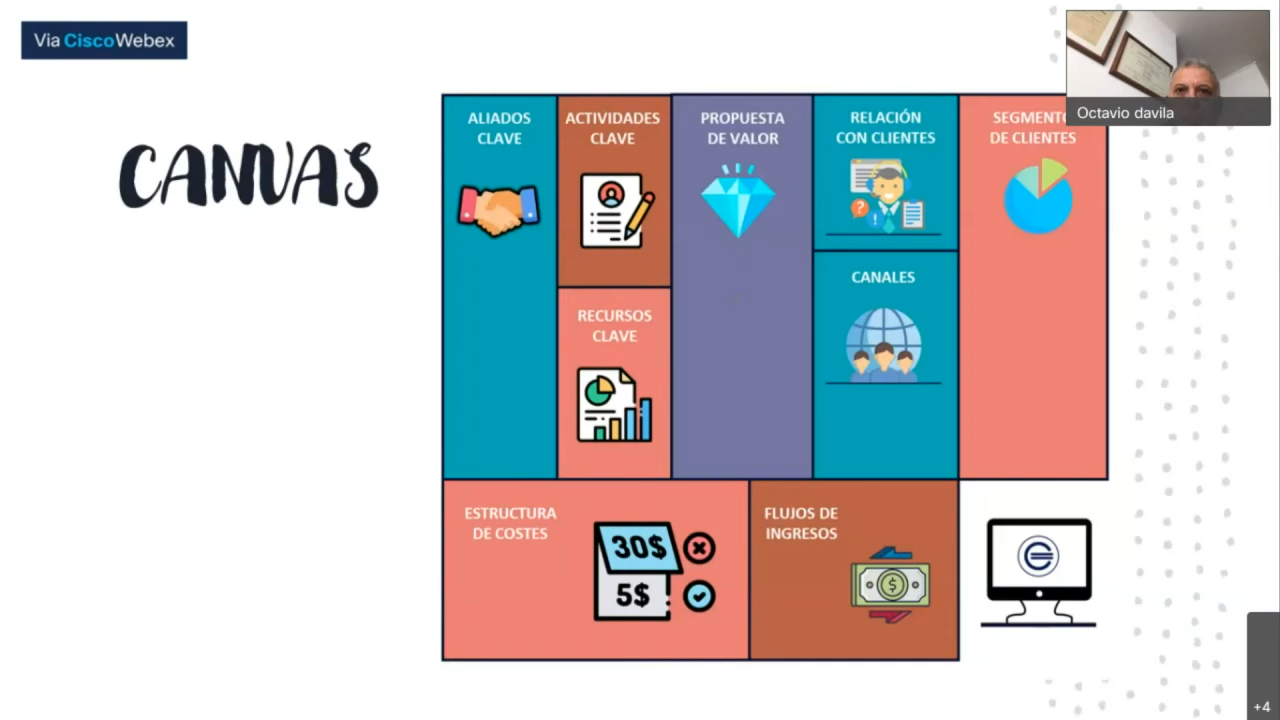 Via CiscoWebex
Octavio davila
CANVAS
ALIADOS
CLAVE
ACTIVIDADES
CLAVE
PROPUESTA
DE VALOR
RELACIÓN
CON CLIENTES
SEGMENTO
DE CLIENTES
CANALES
RECURSOS
CLAVE
ESTRUCTURA
DE COSTES
30$
5$
FLUJOS DE
INGRESOS
+4